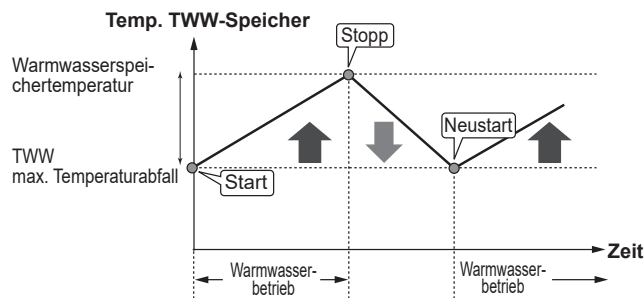 Temp. TWW-Speicher
Stopp
Warmwasserspei-
chertemperatur
Neustart
TWW
max. Temperaturabfall
Start
Zeit
Warmwasser-
betrieb
Warmwasser-
betrieb